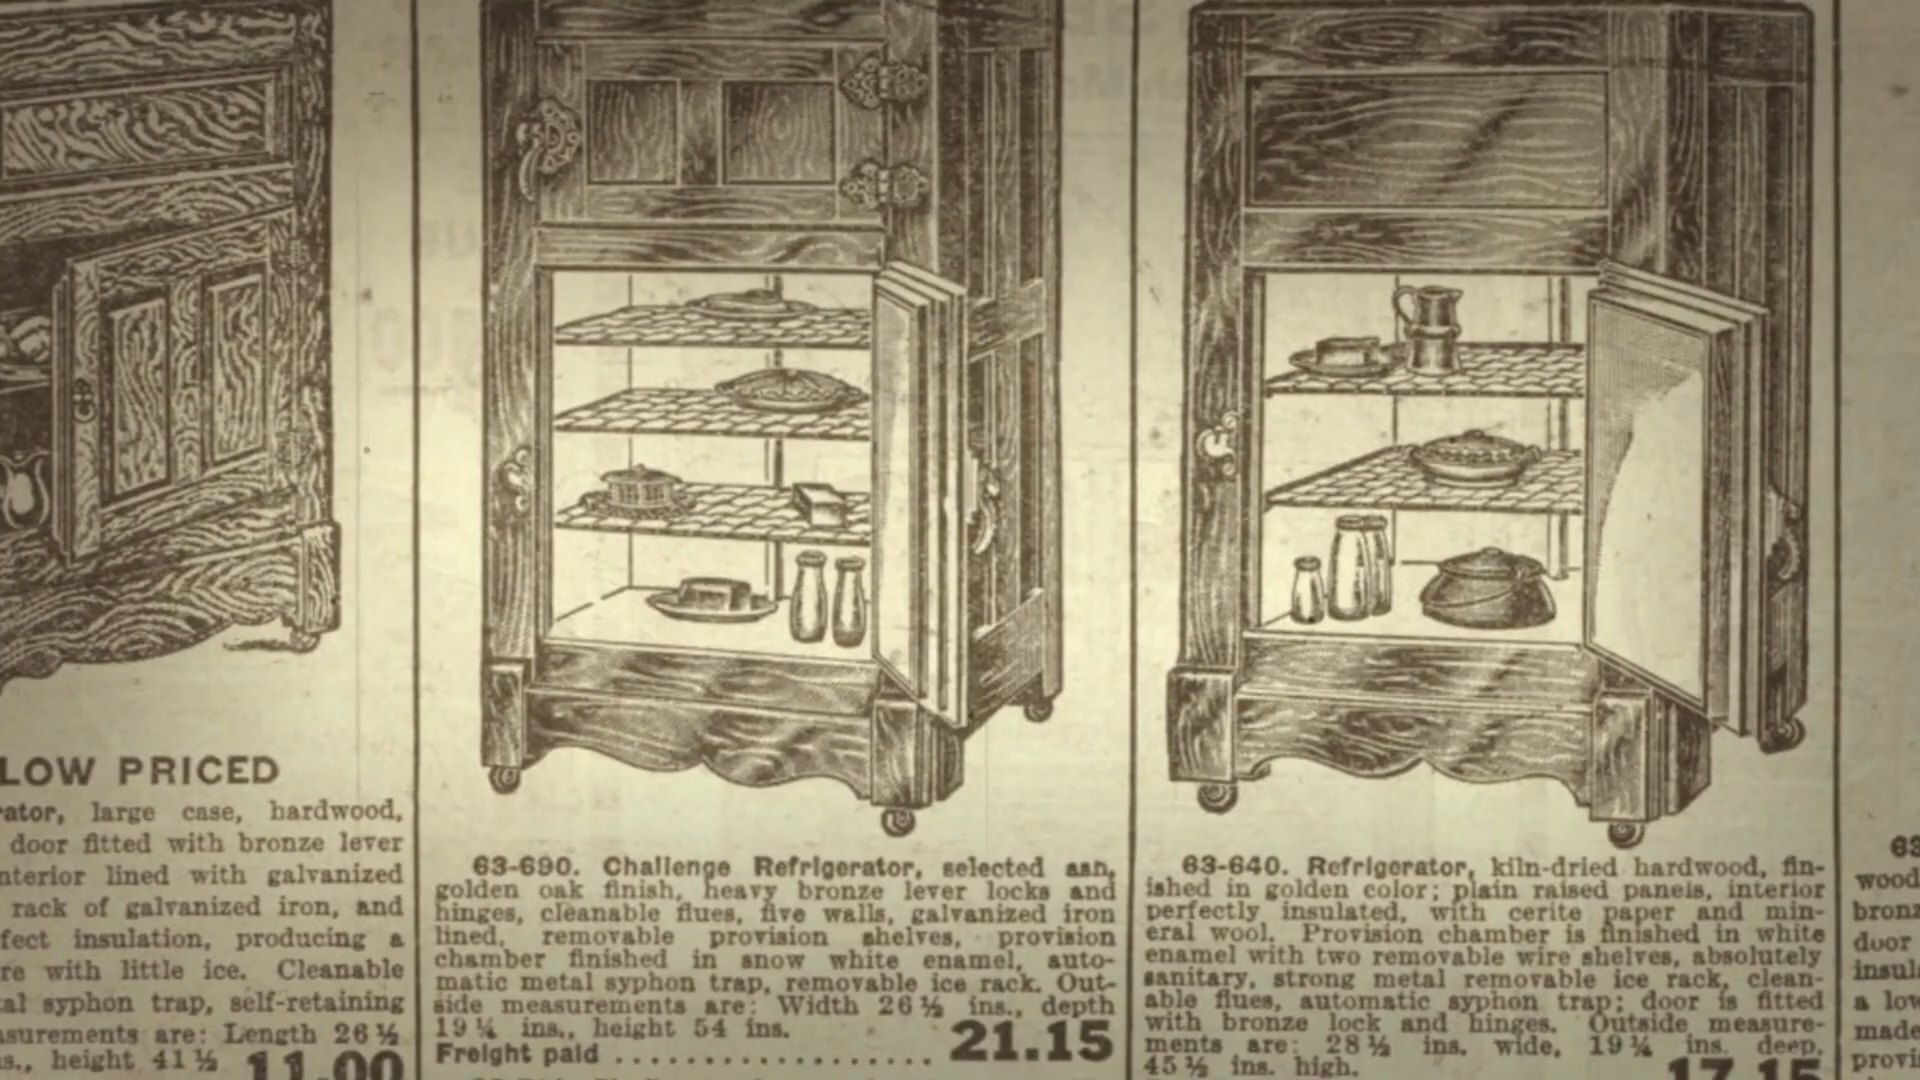 LOW PRICED
rator, large case, hardwood,
door fitted with bronze lever
nterior lined with galvanized
rack of galvanized iron, and
fect insulation, producing a
re with little ice. Cleanable
tal syphon trap, self-retaining
asurements are: Length 26½
s., height 41½ 11.00
63-690. Challenge Refrigerator, selected ash,
golden oak finish, heavy bronze lever locks and
hinges, cleanable flues, five walls, galvanized iron
lined, removable provision shelves, provision
chamber finished in snow white enamel, auto-
matic metal syphon trap, removable ice rack. Out-
side measurements are: Width 26½ ins., depth
19¼ ins., height 54 ins.
Freight paid .................... 21.15
63-640. Refrigerator, kiln-dried hardwood, fin-
ished in golden color; plain raised panels, interior
perfectly insulated, with cerite paper and min-
eral wool. Provision chamber is finished in white
enamel with two removable wire shelves, absolutely
sanitary, strong metal removable ice rack, clean-
able flues, automatic syphon trap; door is fitted
with bronze lock and hinges. Outside measure-
ments are: 28½ ins. wide, 19¼ ins. deep,
45½ ins. high. 17.15
63
wood
bronz
door
insula
a low
made
provi